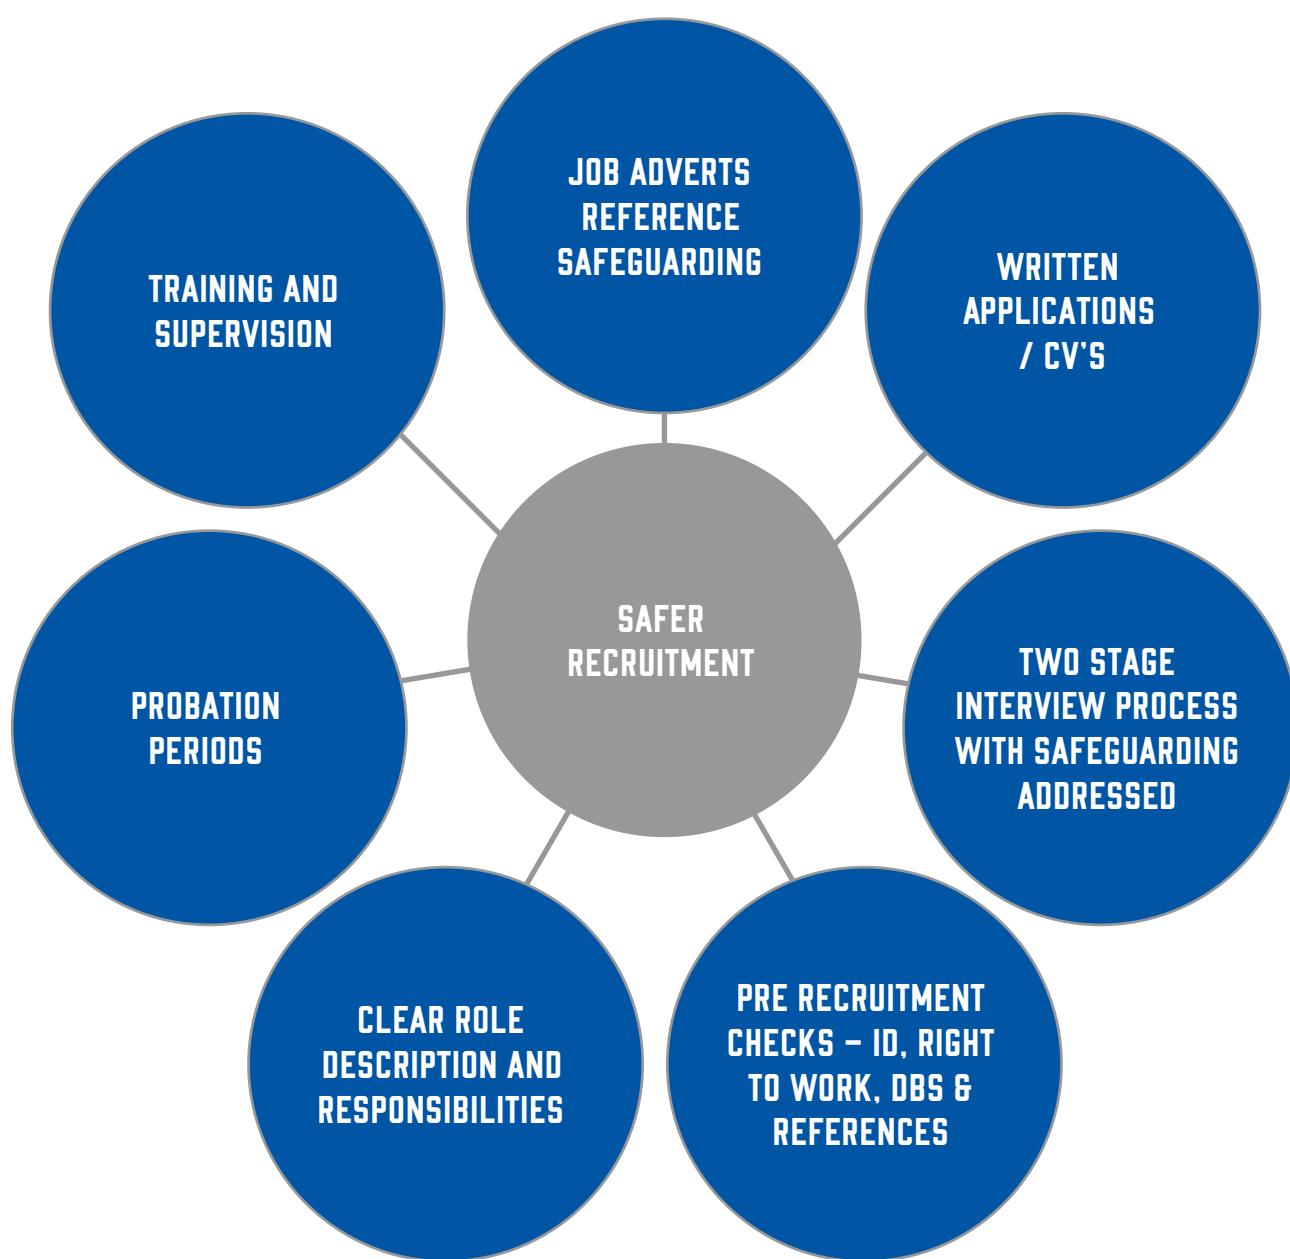 JOB ADVERTS
REFERENCE
SAFEGUARDING
WRITTEN
APPLICATIONS
/ CV'S
TWO STAGE
INTERVIEW PROCESS
WITH SAFEGUARDING
ADDRESSED
PRE RECRUITMENT
CHECKS – ID, RIGHT
TO WORK, DBS &
REFERENCES
CLEAR ROLE
DESCRIPTION AND
RESPONSIBILITIES
PROBATION
PERIODS
TRAINING AND
SUPERVISION
SAFER
RECRUITMENT